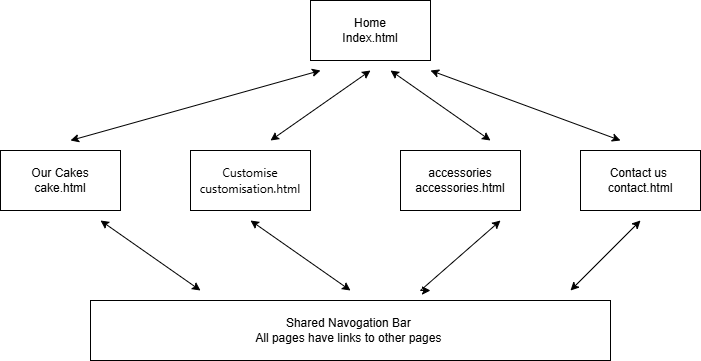 Home
Index.html
Our Cakes
cake.html
Customise
customisation.html
accessories
accessories.html
Contact us
contact.html
Shared Navogation Bar
All pages have links to other pages